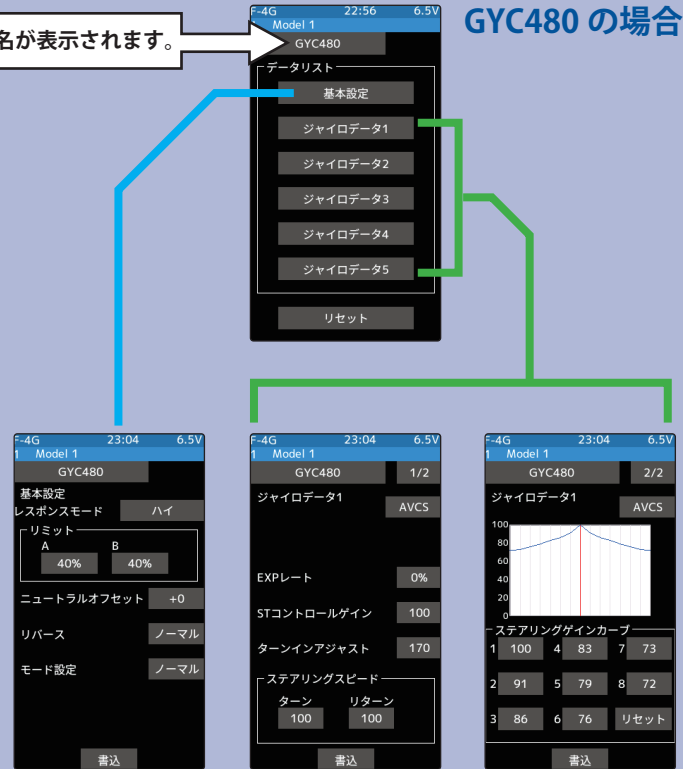 GYC480 の場合
名が表示されます。
F-4G 22:56 6.5V
Model 1
GYC480
データリスト
基本設定
ジャイロデータ1
ジャイロデータ2
ジャイロデータ3
ジャイロデータ4
ジャイロデータ5
リセット
F-4G 23:04 6.5V
1 Model 1
GYC480
基本設定
レスポンスモード ハイ
リミット
A B
40% 40%
ニュートラルオフセット +0
リバース ノーマル
モード設定 ノーマル
書込
F-4G 23:04 6.5V
1 Model 1
GYC480 1/2
ジャイロデータ1
AVCS
EXPレート 0%
STコントロールゲイン 100
ターンインアジャスト 170
ステアリングスピード
ターン リターン
100 100
書込
F-4G 23:04 6.5V
1 Model 1
GYC480 2/2
ジャイロデータ1
AVCS
100
80
60
40
20
0
ステアリングゲインカーブ
1 100 4 83 7 73
2 91 5 79 8 72
3 86 6 76 リセット
書込